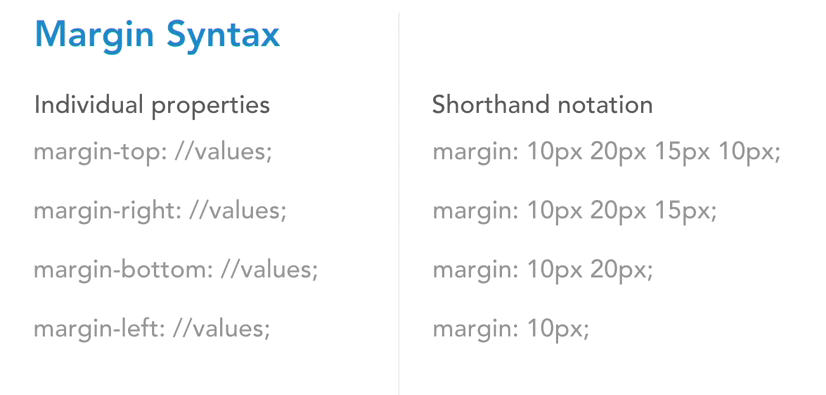 Margin Syntax
Individual properties
margin-top: //values;
margin-right: //values;
margin-bottom: //values;
margin-left: //values;
Shorthand notation
margin: 10px 20px 15px 10px;
margin: 10px 20px 15px;
margin: 10px 20px;
margin: 10px;